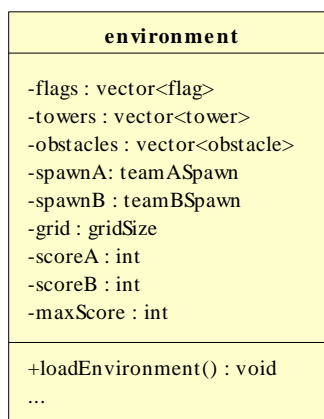 environment
-flags : vector<flag>
-towers : vector<tower>
-obstacles : vector<obstacle>
-spawnA: teamASpawn
-spawnB : teamBSpawn
-grid : gridSize
-scoreA : int
-scoreB : int
-maxScore : int
+loadEnvironment() : void
...